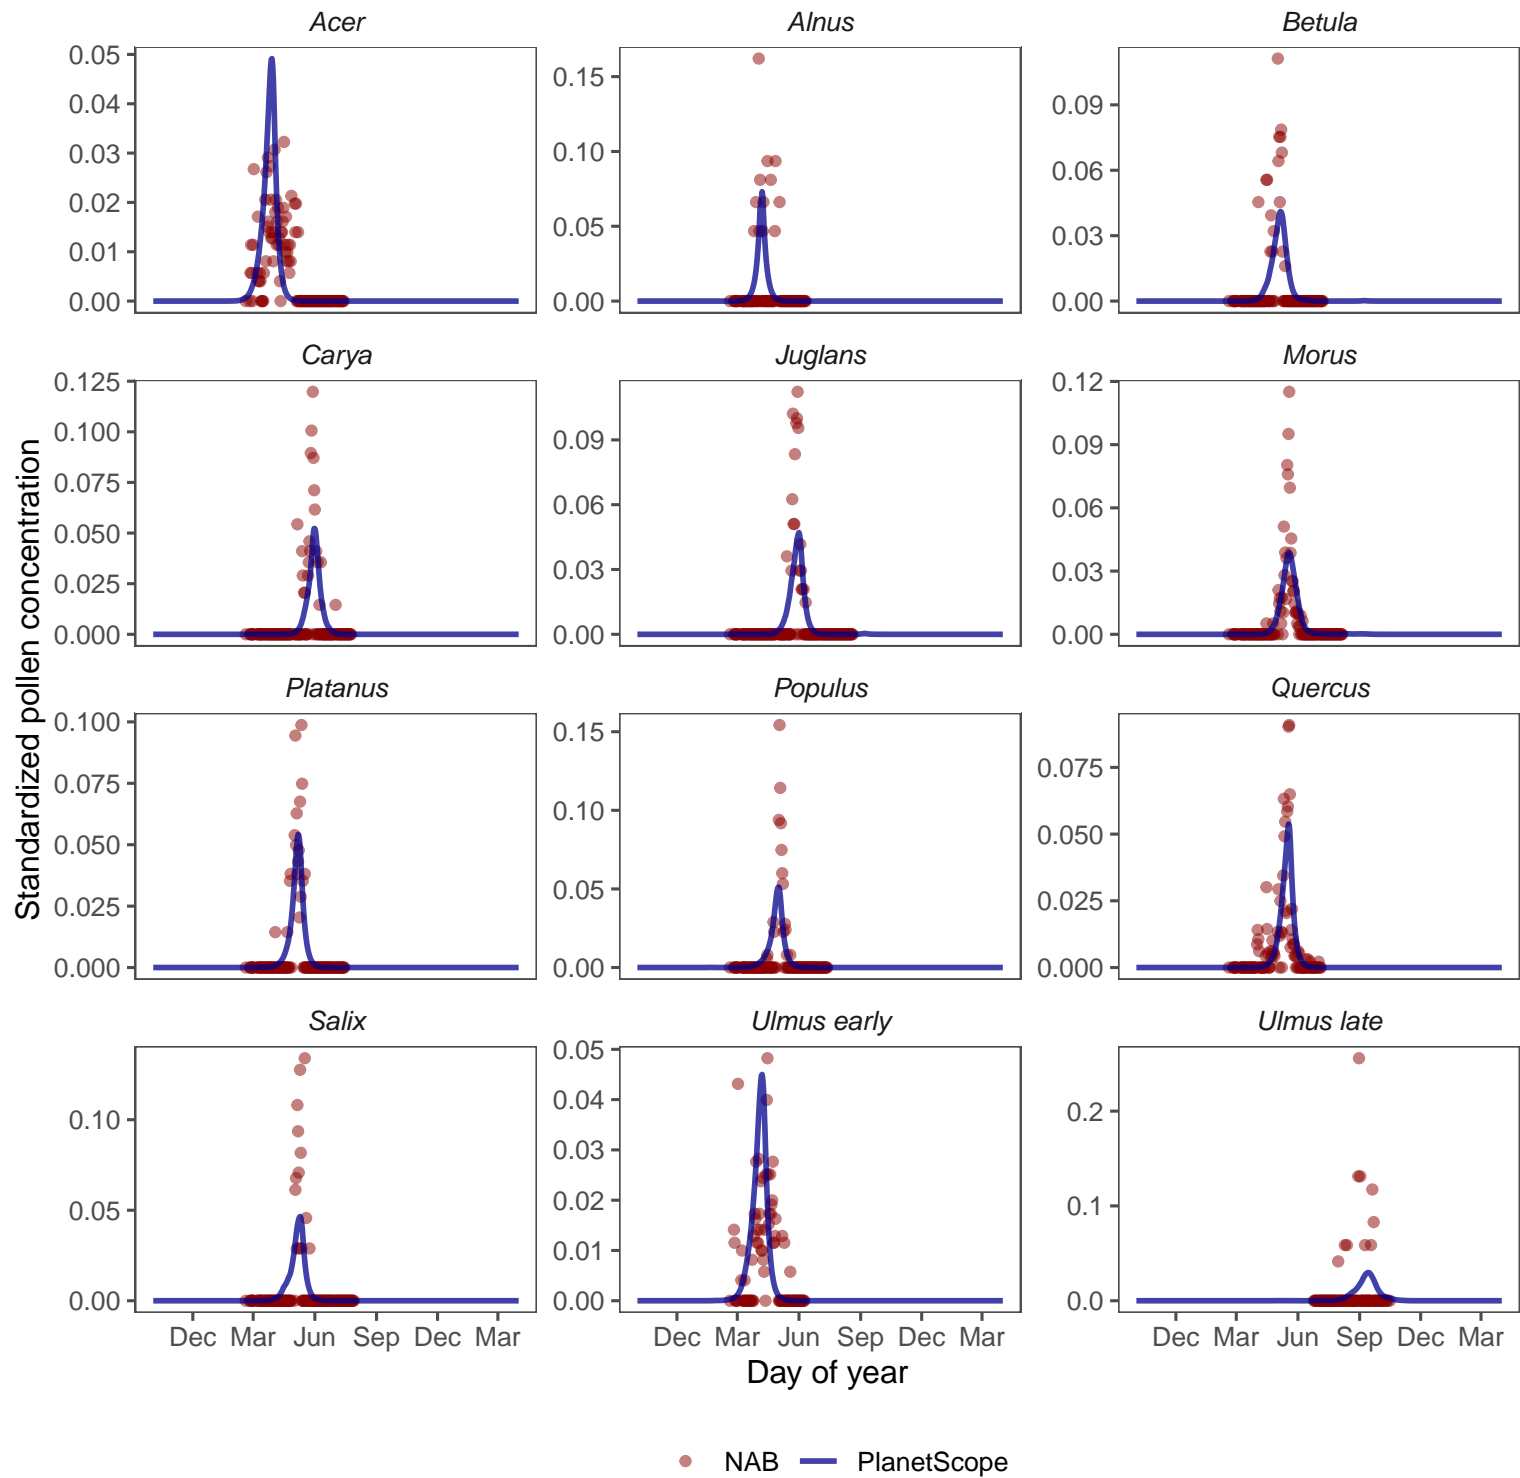 Acer Alnus Betula
0.05 0.04 0.03 0.02 0.01 0.00
0.15 0.10 0.05 0.00
0.09 0.06 0.03 0.00
Carya Juglans Morus
0.125 0.100 0.075 0.050 0.025 0.000
0.09 0.06 0.03 0.00
0.12 0.09 0.06 0.03 0.00
Standardized pollen concentration
Platanus Populus Quercus
0.100 0.075 0.050 0.025 0.000
0.15 0.10 0.05 0.00
0.075 0.050 0.025 0.000
Salix Ulmus early Ulmus late
0.10 0.05 0.00
0.05 0.04 0.03 0.02 0.01 0.00
0.2 0.1 0.0
Dec Mar Jun Sep Dec Mar Dec Mar Jun Sep Dec Mar Dec Mar Jun Sep Dec Mar
Day of year
NAB PlanetScope